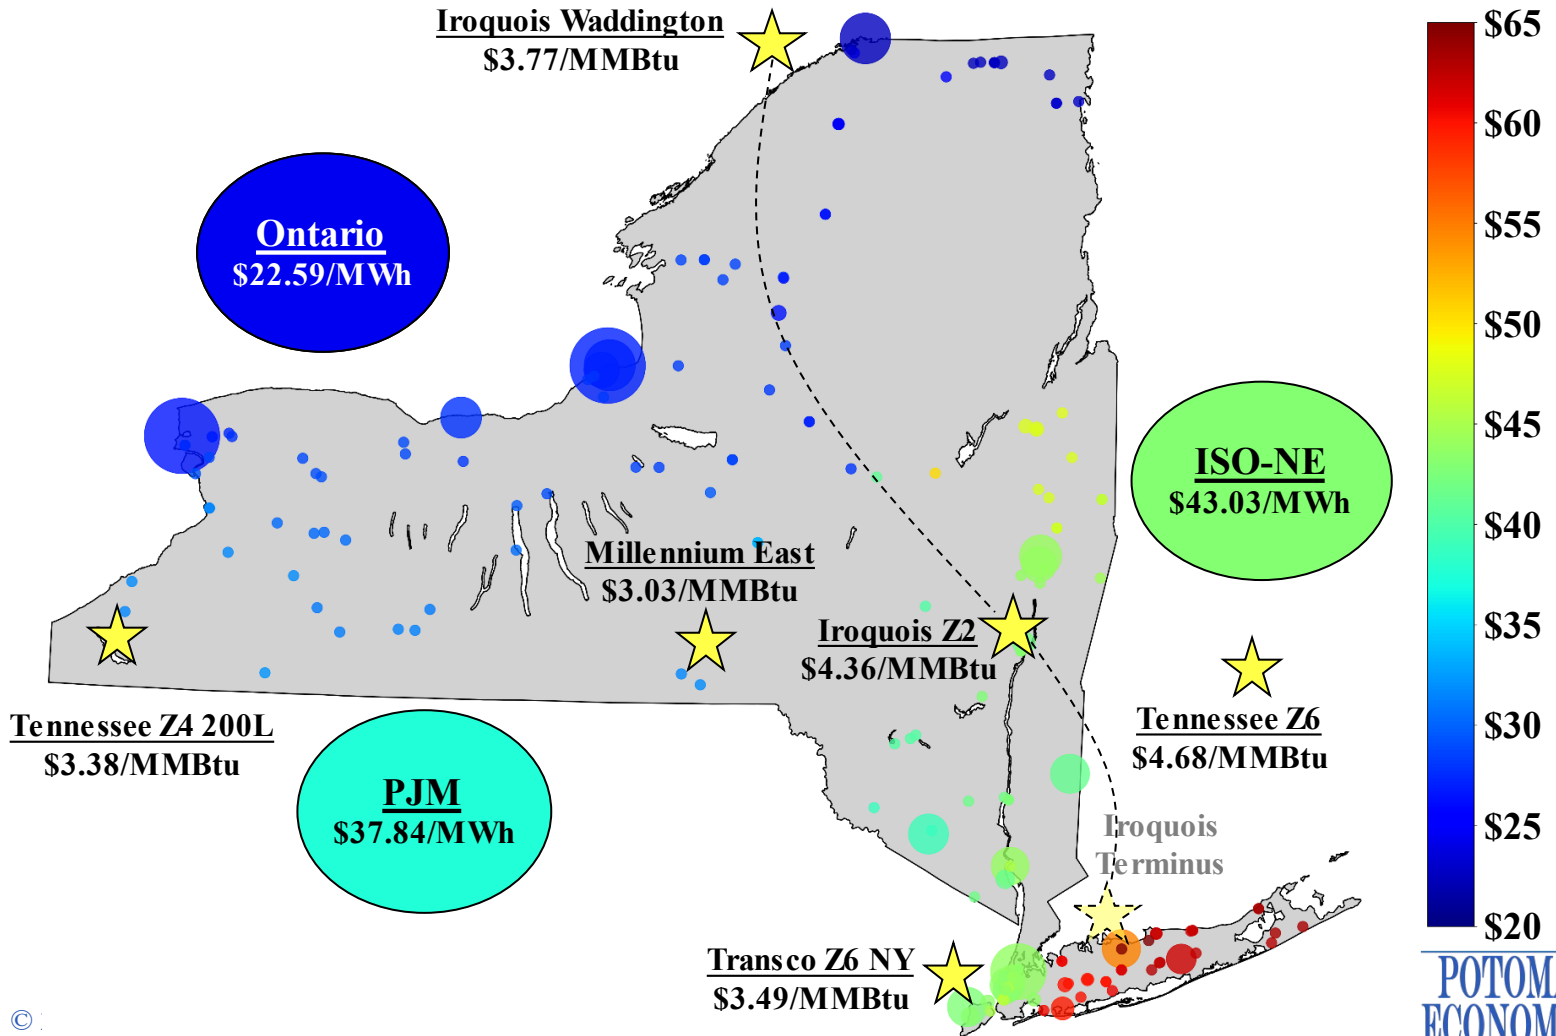 Iroquois Waddington
$3.77/MMBtu
Ontario
$22.59/MWh
ISO-NE
$43.03/MWh
Millennium East
$3.03/MMBtu
Iroquois Z2
$4.36/MMBtu
Tennessee Z4 200L
$3.38/MMBtu
Tennessee Z6
$4.68/MMBtu
PJM
$37.84/MWh
Iroquois
Terminus
Transco Z6 NY
$3.49/MMBtu
$65
$60
$55
$50
$45
$40
$35
$30
$25
$20
POTOM
ECONOM
©